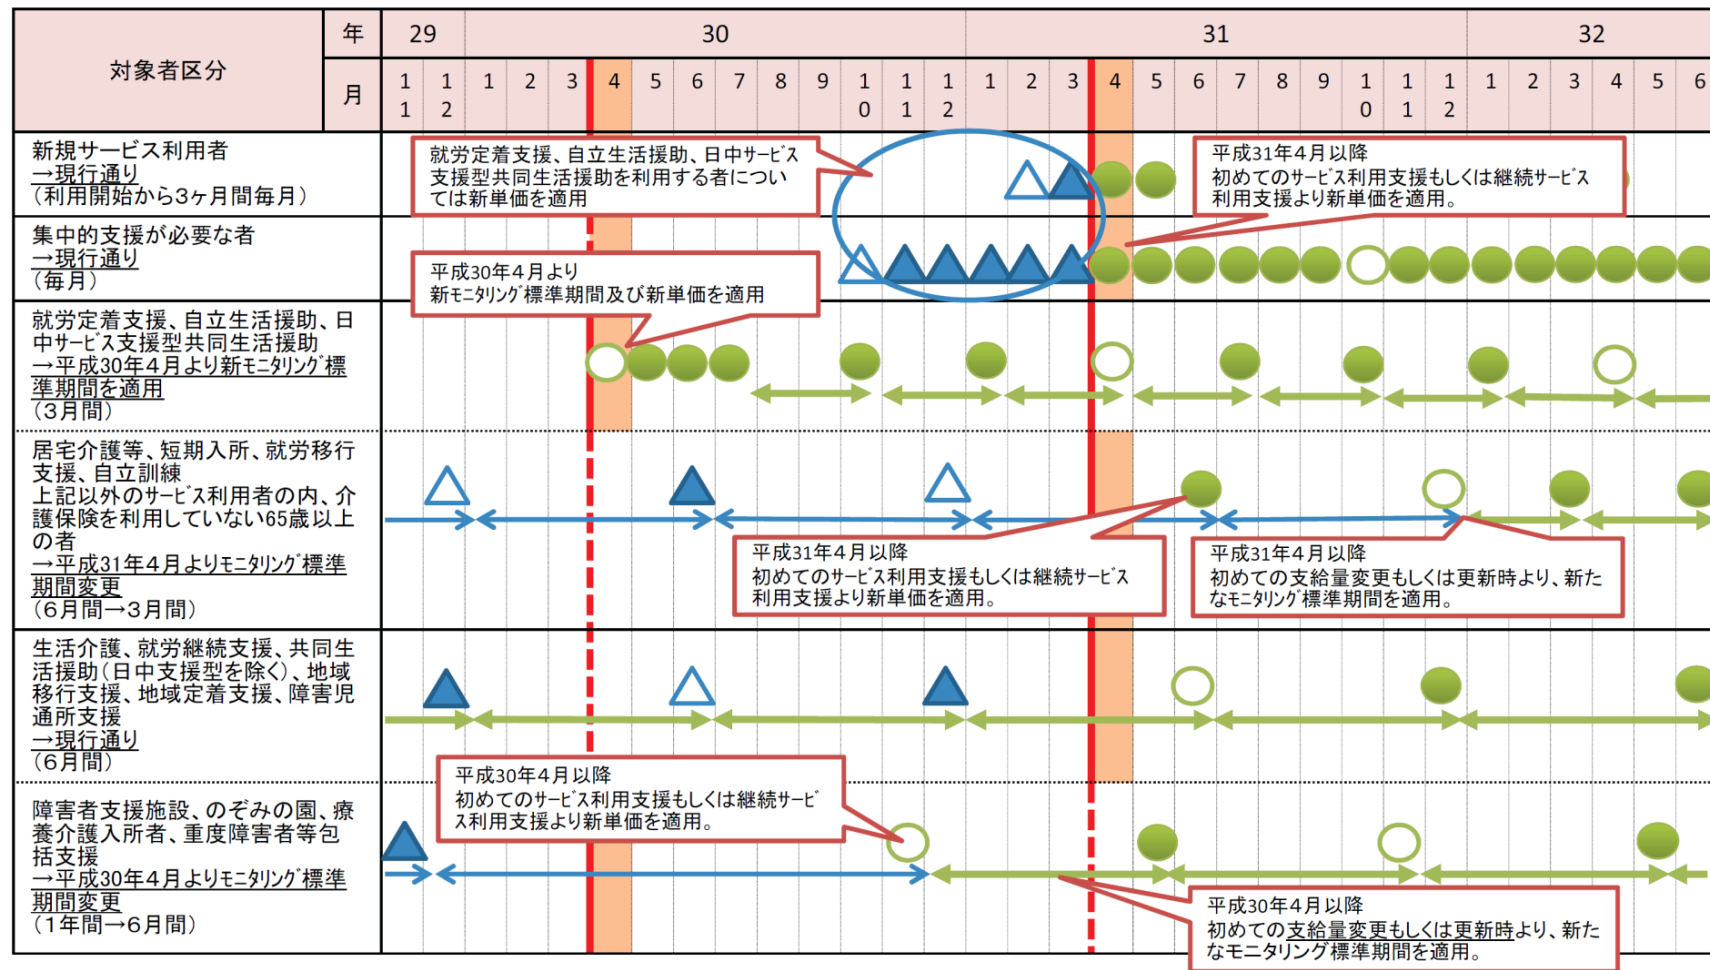 対象者区分
年
29
30
31
32
月
11
12
1
2
3
4
5
6
7
8
9
10
11
12
1
2
3
4
5
6
7
8
9
10
11
12
1
2
3
4
5
6
新規サービス利用者
→現行通り
(利用開始から3ヶ月間毎月)
就労定着支援、自立生活援助、日中サービス
支援型共同生活援助を利用する者につい
ては新単価を適用
平成31年4月以降
初めてのサービス利用支援もしくは継続サービス
利用支援より新単価を適用。
集中的支援が必要な者
→現行通り
(毎月)
平成30年4月より
新モニタリング標準期間及び新単価を適用
就労定着支援、自立生活援助、日
中サービス支援型共同生活援助
→平成30年4月より新モニタリング標
準期間を適用
(3月間)
居宅介護等、短期入所、就労移行
支援、自立訓練
上記以外のサービス利用者の内、介
護保険を利用していない65歳以上
の者
→平成31年4月よりモニタリング標準
期間変更
(6月間→3月間)
平成31年4月以降
初めてのサービス利用支援もしくは継続サービス
利用支援より新単価を適用。
平成31年4月以降
初めての支給量変更もしくは更新時より、新た
なモニタリング標準期間を適用。
生活介護、就労継続支援、共同生
活援助(日中支援型を除く)、地域
移行支援、地域定着支援、障害児
通所支援
→現行通り
(6月間)
平成30年4月以降
初めてのサービス利用支援もしくは継続サービ
ス利用支援より新単価を適用。
障害者支援施設、のぞみの園、療
養介護入所者、重度障害者等包
括支援
→平成30年4月よりモニタリング標準
期間変更
(1年間→6月間)
平成30年4月以降
初めての支給量変更もしくは更新時より、新た
なモニタリング標準期間を適用。